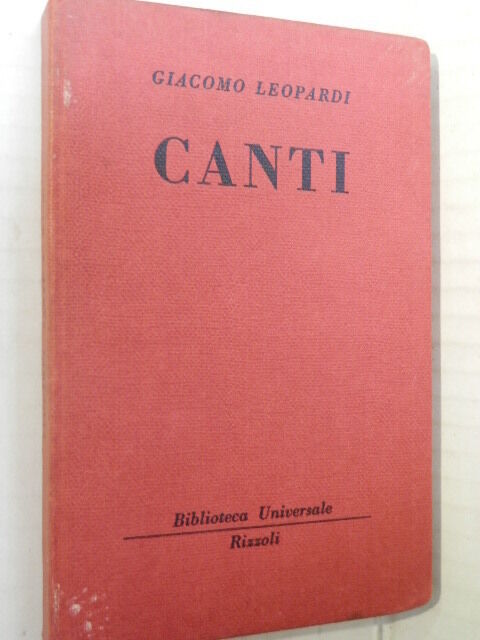 GIACOMO LEOPARDI
CANTI
Biblioteca Universale
Rizzoli